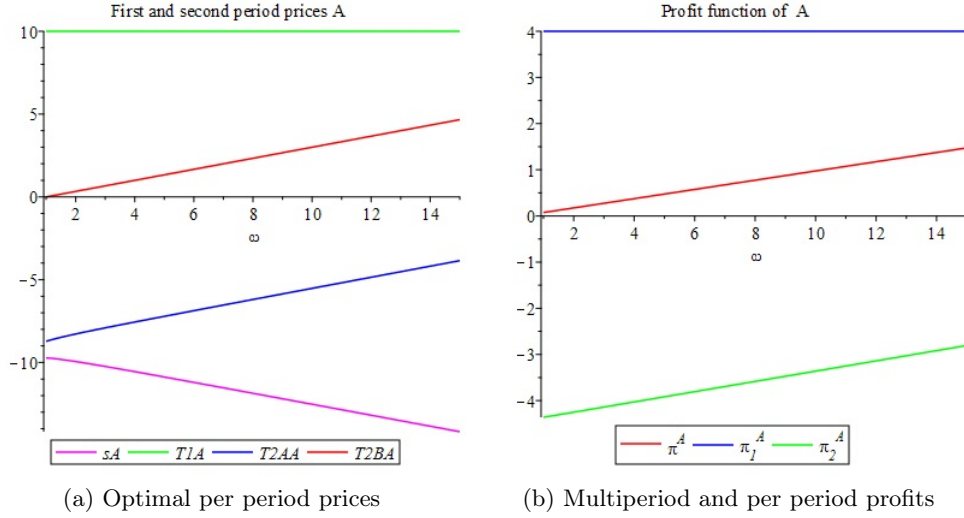 First and second period prices A
10
5
0
−5
−10
2 4 6 8 10 12 14
ω
sA T1A T2AA T2BA
(a) Optimal per period prices
Profit function of A
4
3
2
1
0
−1
−2
−3
−4
2 4 6 8 10 12 14
ω
π^A π_1^A π_2^A
(b) Multiperiod and per period profits